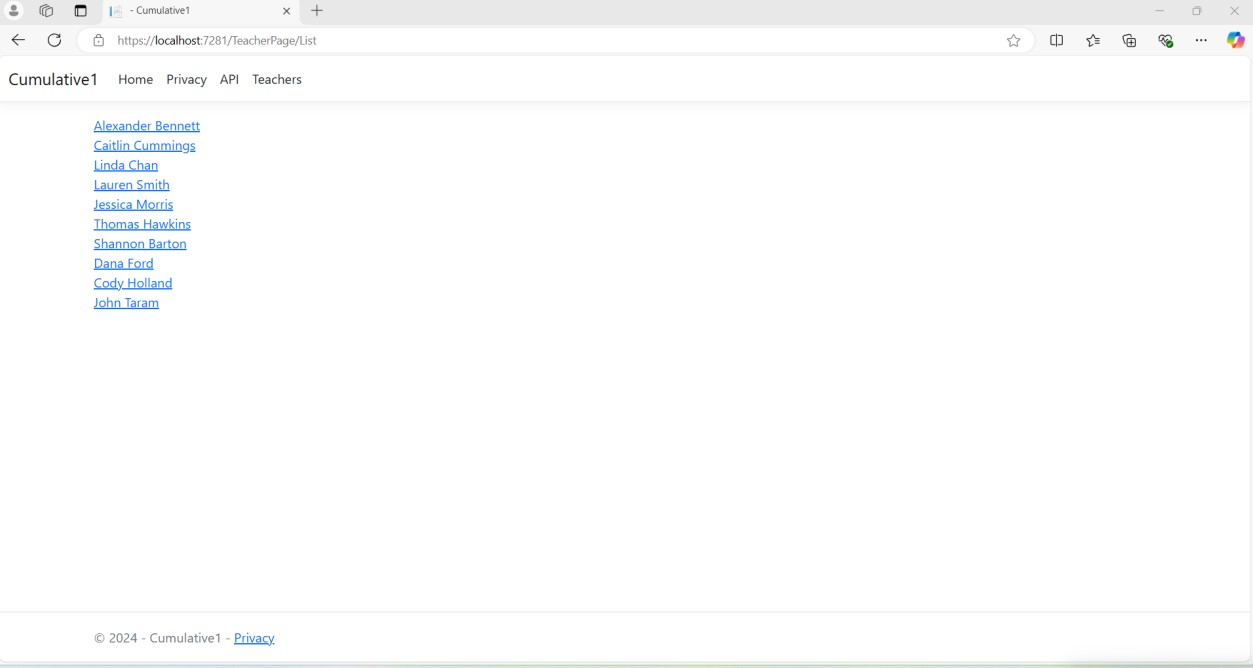 - Cumulative1
https://localhost:7281/TeacherPage/List
Cumulative1 Home Privacy API Teachers
Alexander Bennett
Caitlin Cummings
Linda Chan
Lauren Smith
Jessica Morris
Thomas Hawkins
Shannon Barton
Dana Ford
Cody Holland
John Taram
© 2024 - Cumulative1 - Privacy